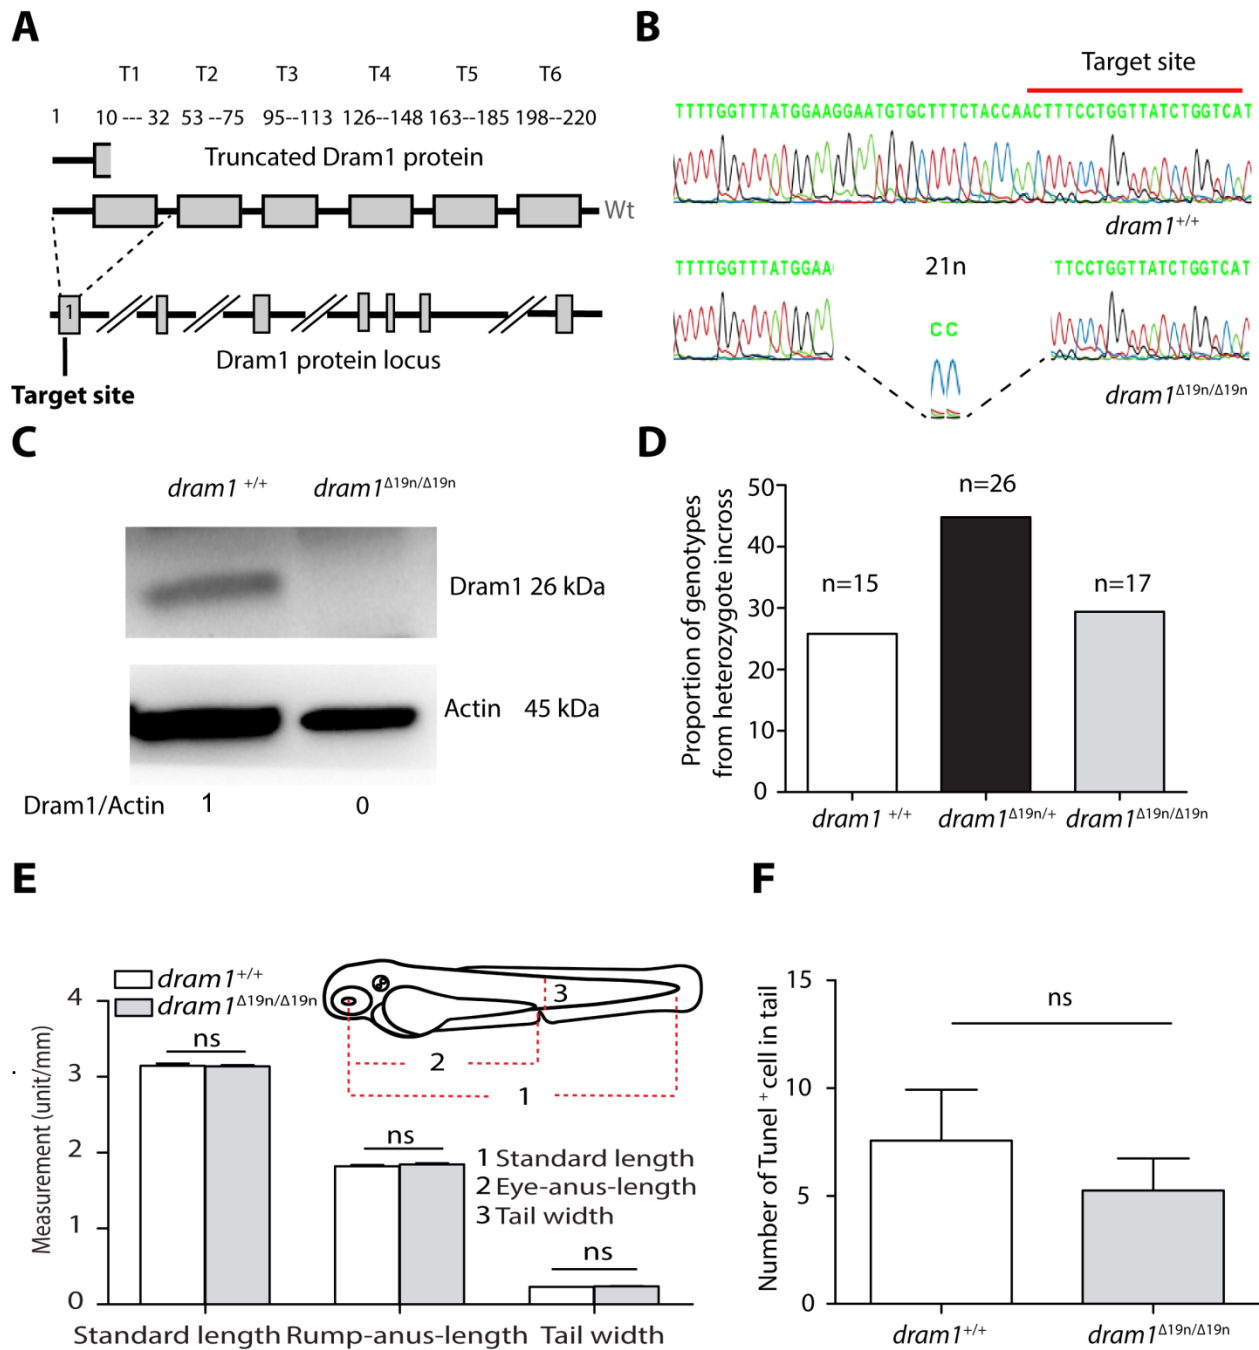 A
T1 T2 T3 T4 T5 T6
1 10 --- 32 53 --75 95--113 126--148 163--185 198--220
Truncated Dram1 protein
Wt
1
Dram1 protein locus
Target site
B
Target site
TTTTGGTTTATGGAAGGAATGTGCTTTCTACCAACTTTCCTGGTTATCTGGTCAT
dram1+/+
TTTTGGTTTATGGAAG
21n
TTCCTGGTTATCTGGTCAT
CC
dram1Δ19n/Δ19n
C
dram1 +/+ dram1Δ19n/Δ19n
Dram1 26 kDa
Actin 45 kDa
Dram1/Actin 1 0
D
Proportion of genotypes
from heterozygote incross
50
40
30
20
10
0
n=15
n=26
n=17
dram1 +/+ dram1Δ19n/+ dram1Δ19n/Δ19n
E
dram1+/+
dram1Δ19n/Δ19n
Measurement (unit/mm)
4
3
2
1
0
ns
ns
ns
3
2
1
1 Standard length
2 Eye-anus-length
3 Tail width
Standard length Rump-anus-length Tail width
F
Number of Tunel + cell in tail
15
10
5
0
ns
dram1+/+ dram1Δ19n/Δ19n